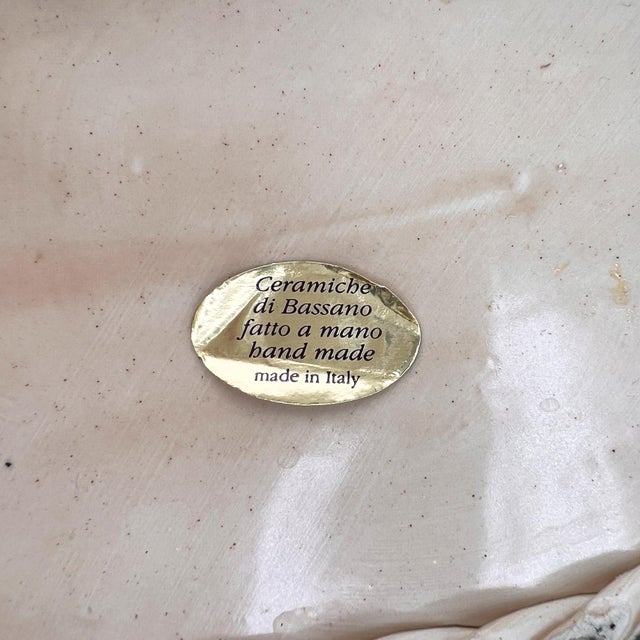 Ceramiche
di Bassano
fatto a mano
hand made
made in Italy